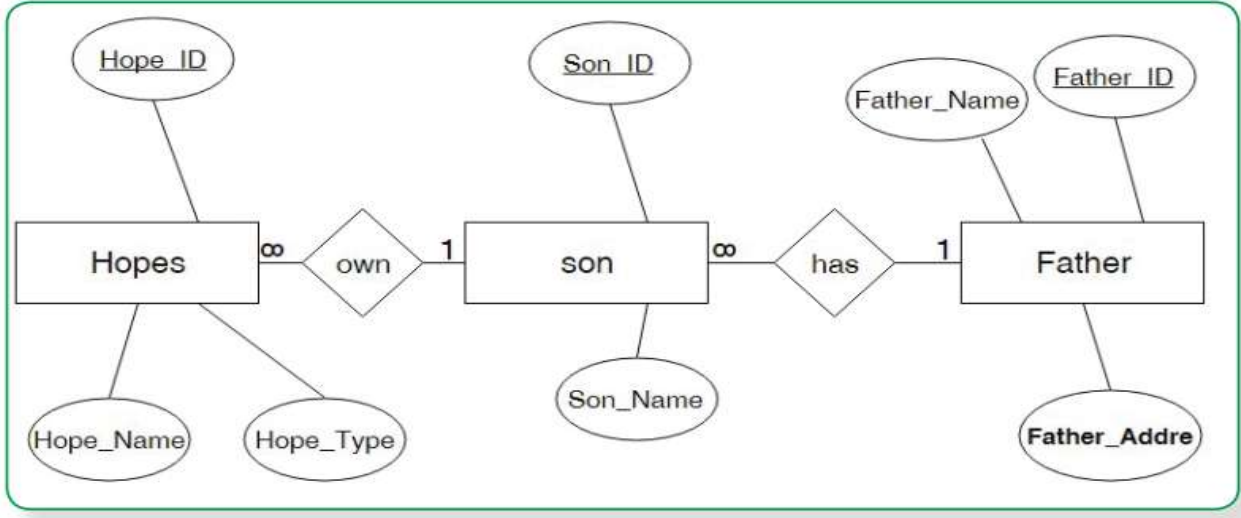 Hope_ID
Son_ID
Father_Name
Father_ID
Hopes
∞
own
1
son
∞
has
1
Father
Hope_Name
Hope_Type
Son_Name
Father_Addre